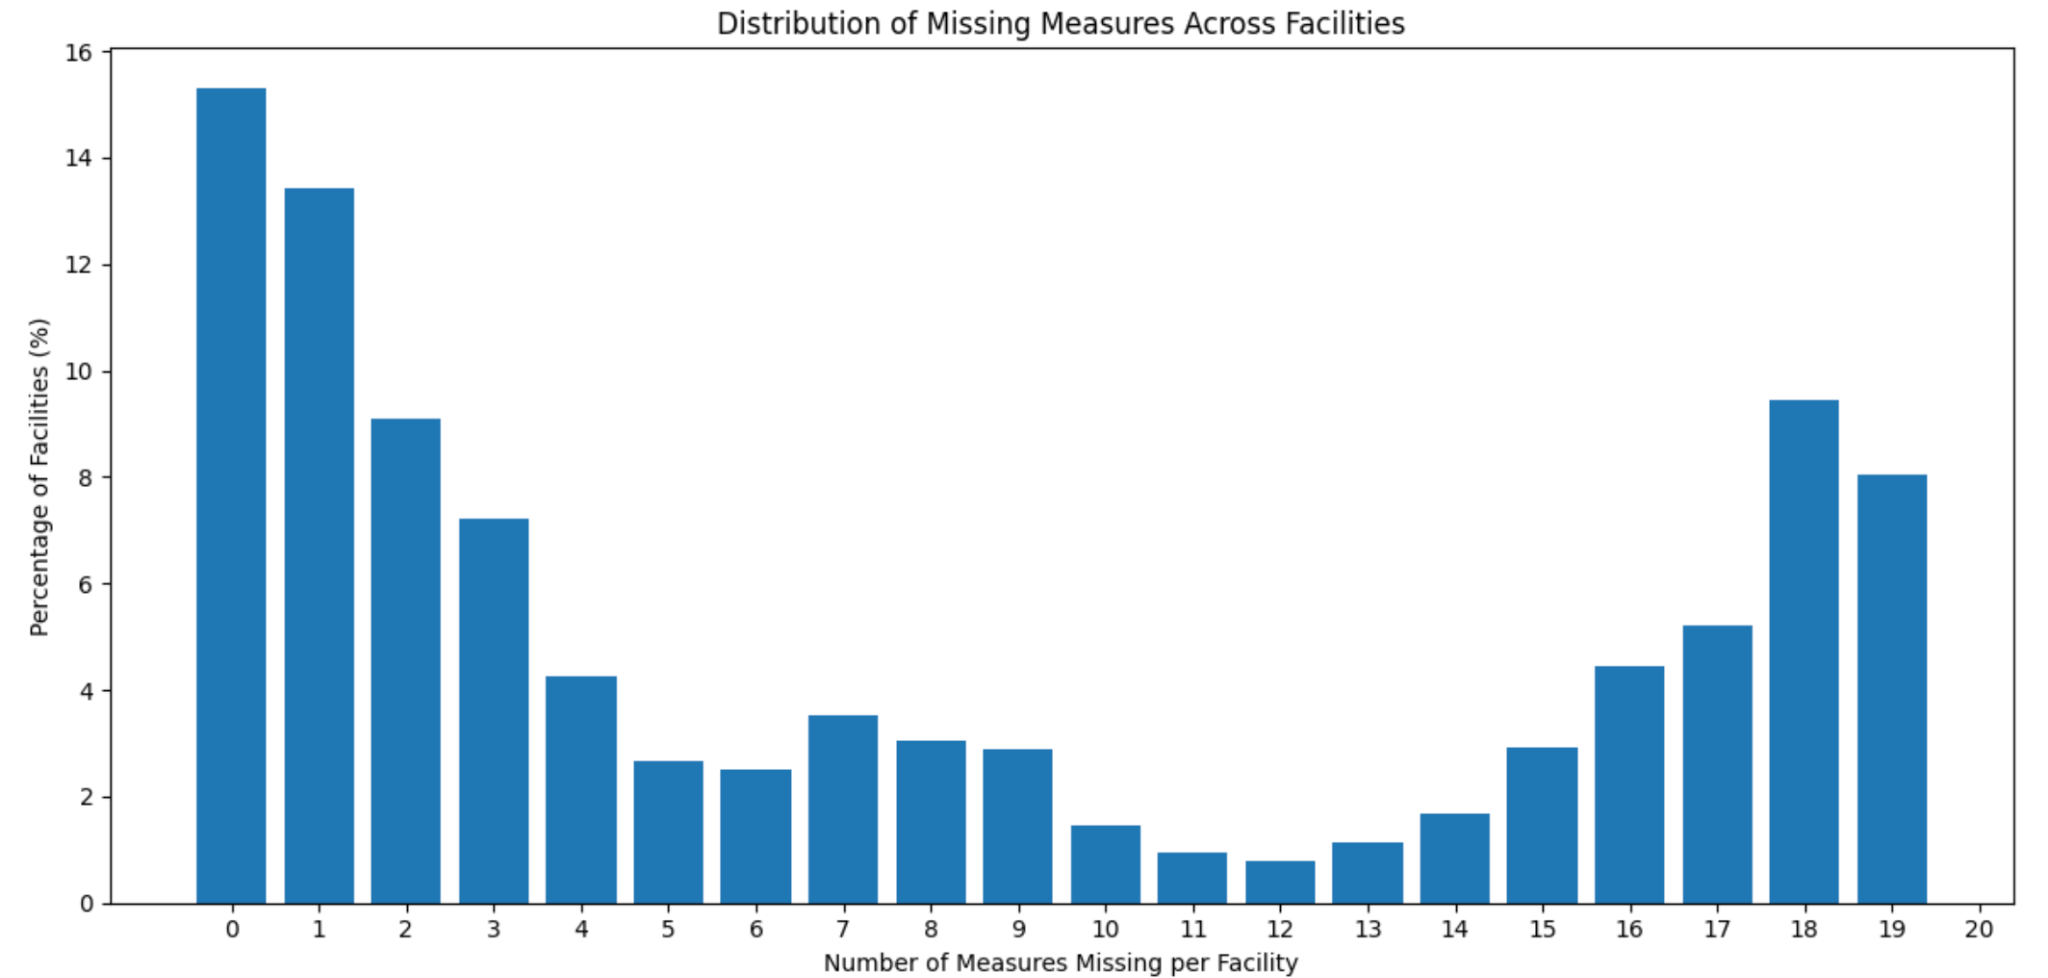 Distribution of Missing Measures Across Facilities
Percentage of Facilities (%)
16
14
12
10
8
6
4
2
0
0 1 2 3 4 5 6 7 8 9 10 11 12 13 14 15 16 17 18 19 20
Number of Measures Missing per Facility